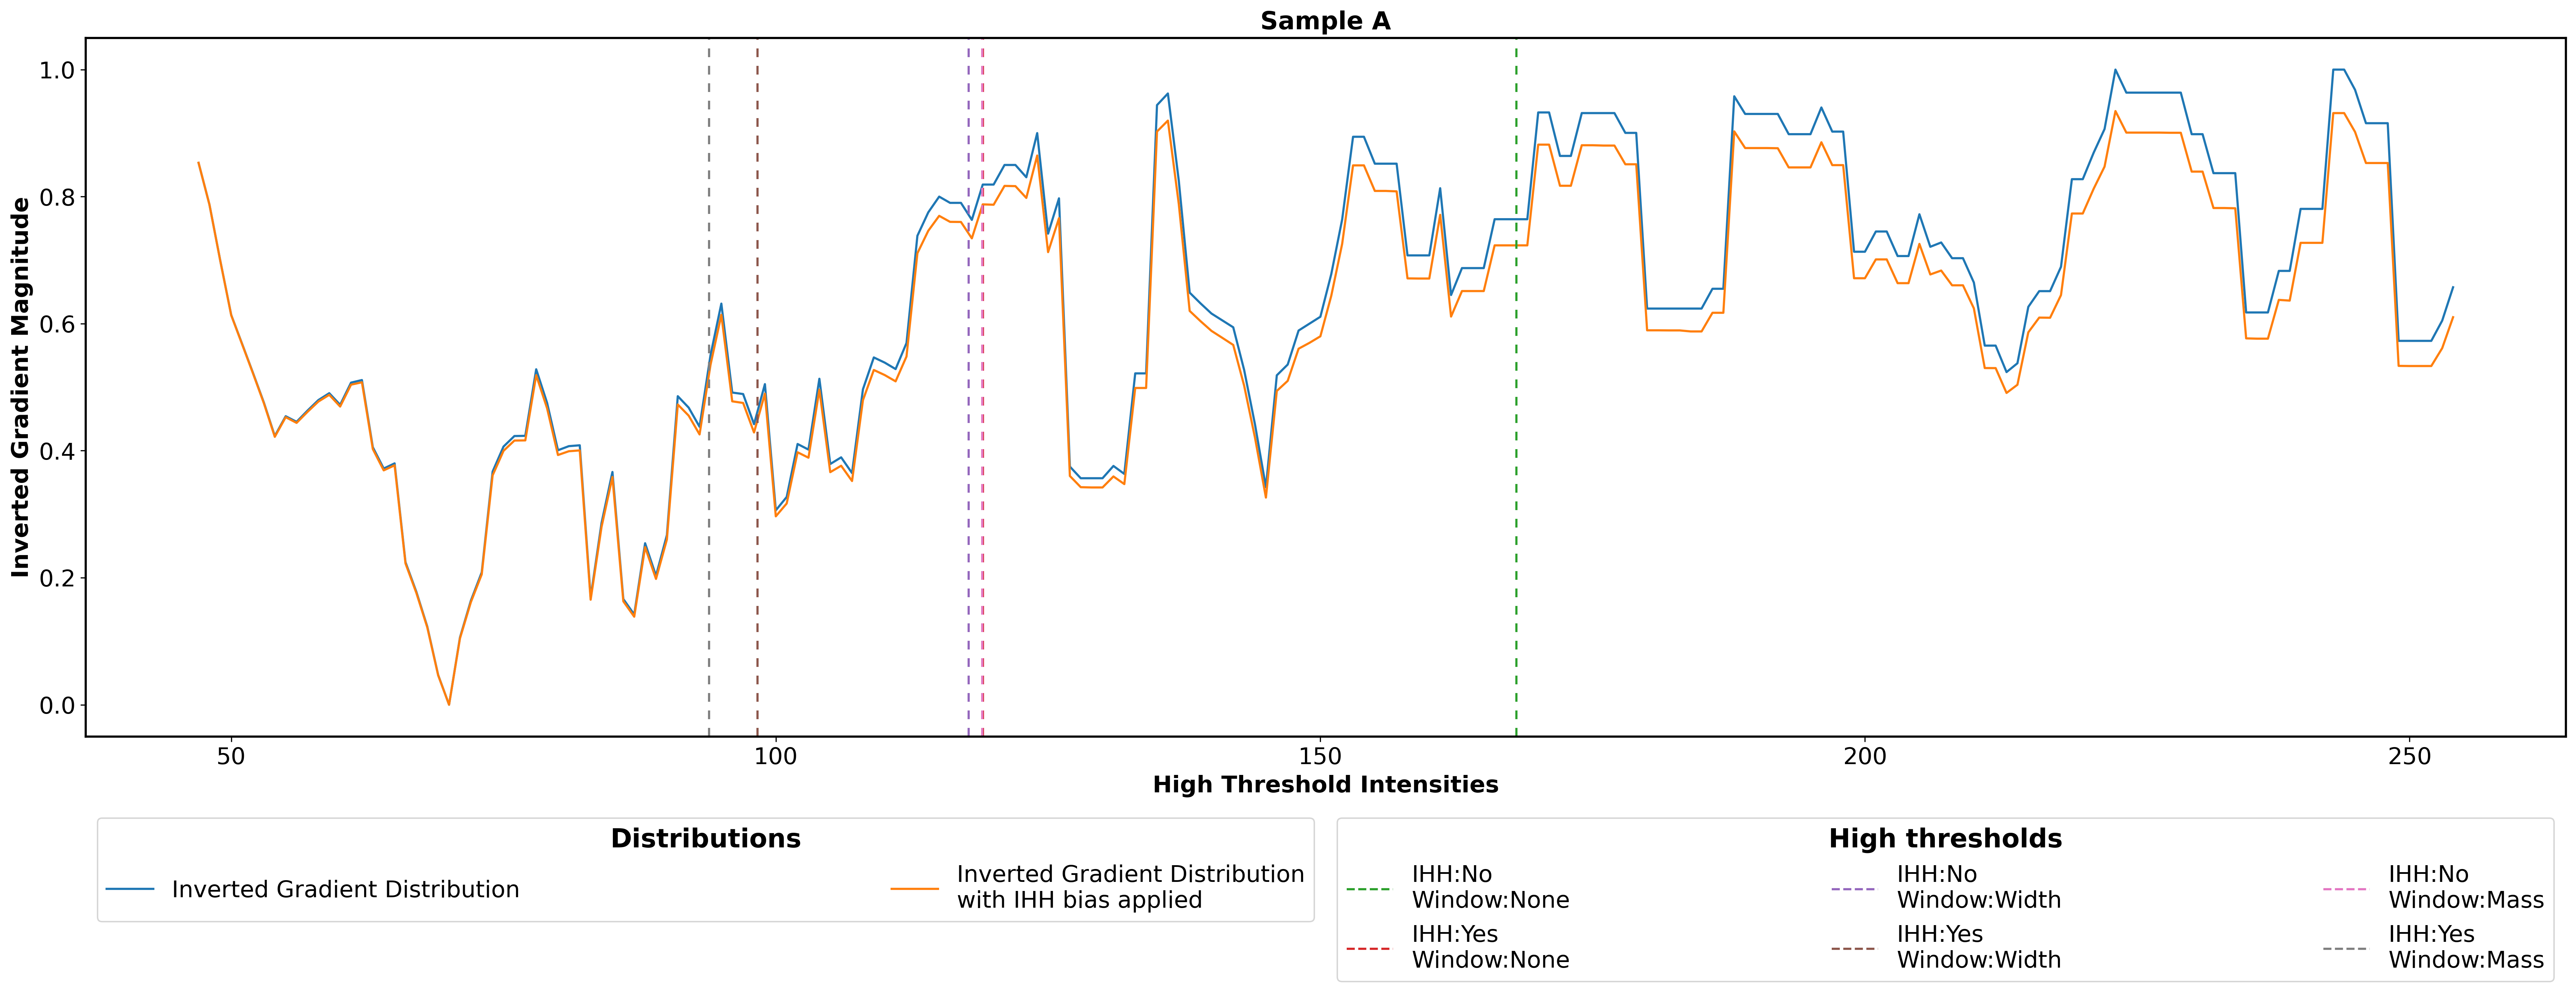 Sample A
Inverted Gradient Magnitude
1.0
0.8
0.6
0.4
0.2
0.0
50
100
150
200
250
High Threshold Intensities
Distributions
Inverted Gradient Distribution
Inverted Gradient Distribution
with IHH bias applied
High thresholds
IHH:No
Window:None
IHH:Yes
Window:None
IHH:No
Window:Width
IHH:Yes
Window:Width
IHH:No
Window:Mass
IHH:Yes
Window:Mass